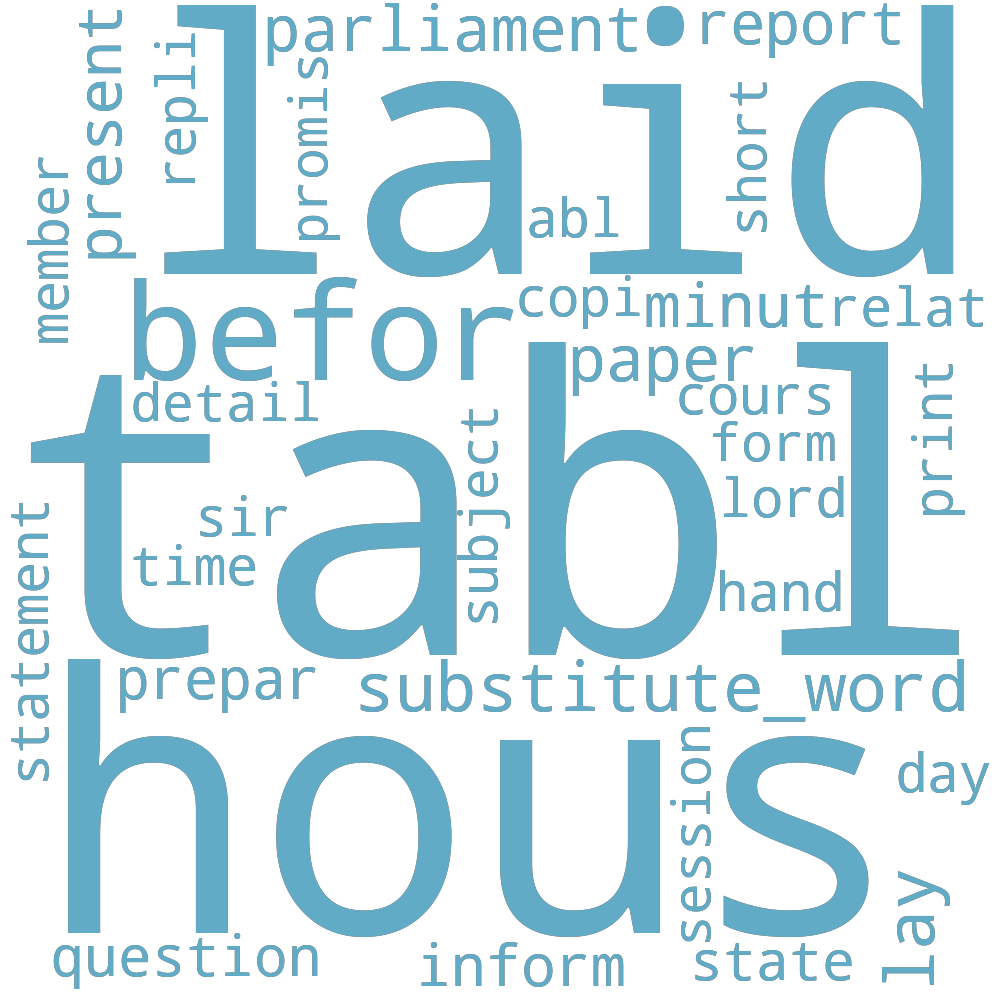 parliament
report
laid
present
repli
promis
short
member
abl
befor
copi
minut
relat
paper
detail
cours
print
tabl
form
subject
lord
sir
time
hand
statement
prepar
substitute_word
hous
session
day
lay
question
inform
state